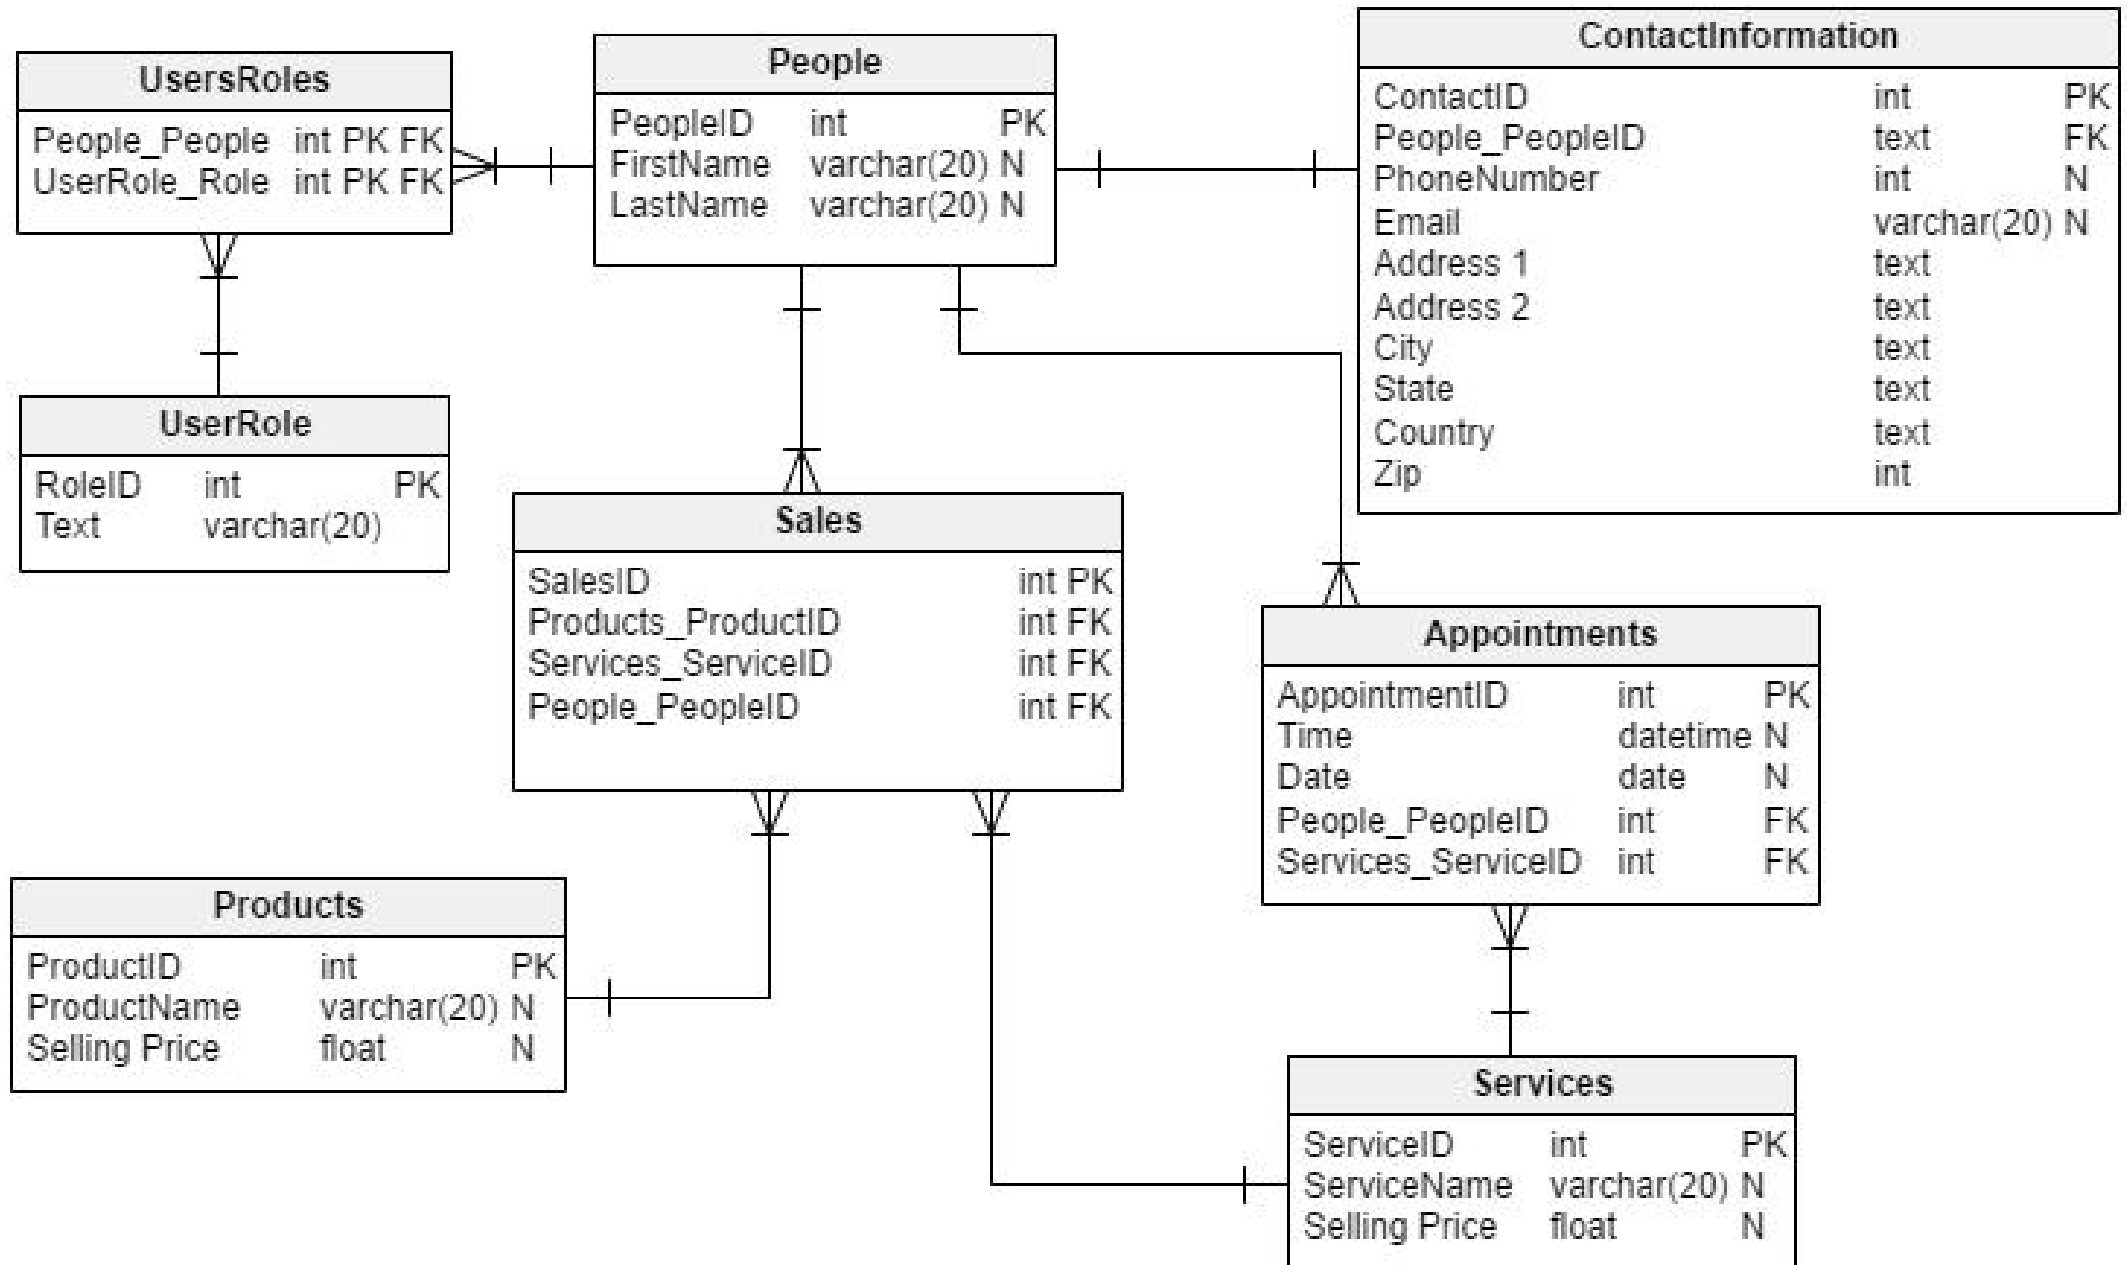 UsersRoles
People_People int PK FK
UserRole_Role int PK FK
People
PeopleID int PK
FirstName varchar(20) N
LastName varchar(20) N
ContactInformation
ContactID int PK
People_PeopleID text FK
PhoneNumber int N
Email varchar(20) N
Address 1 text
Address 2 text
City text
State text
Country text
Zip int
UserRole
RoleID int PK
Text varchar(20)
Sales
SalesID int PK
Products_ProductID int FK
Services_ServiceID int FK
People_PeopleID int FK
Appointments
AppointmentID int PK
Time datetime N
Date date N
People_PeopleID int FK
Services_ServiceID int FK
Products
ProductID int PK
ProductName varchar(20) N
Selling Price float N
Services
ServiceID int PK
ServiceName varchar(20) N
Selling Price float N